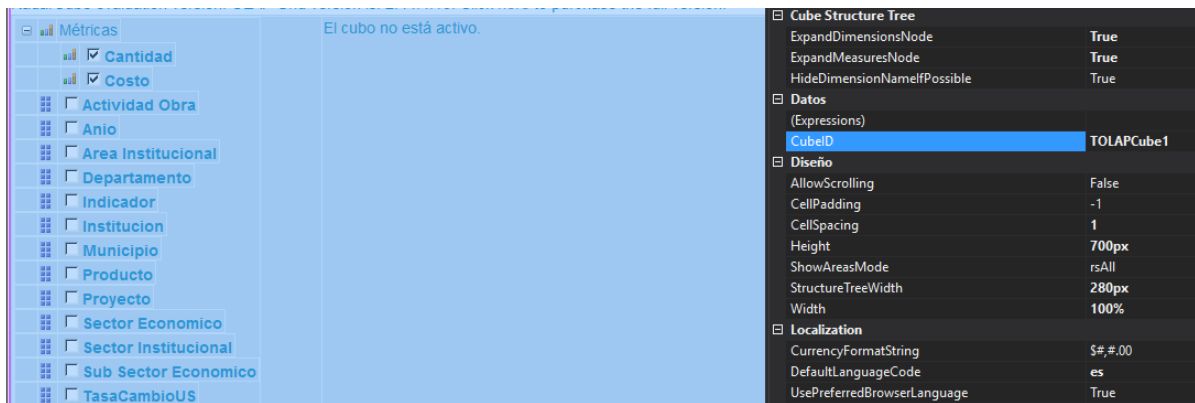 Métricas
Cantidad
Costo
Actividad Obra
Anio
Area Institucional
Departamento
Indicador
Institucion
Municipio
Producto
Proyecto
Sector Economico
Sector Institucional
Sub Sector Economico
TasaCambioUS
El cubo no está activo.
Cube Structure Tree
ExpandDimensionsNode True
ExpandMeasuresNode True
HideDimensionNameIfPossible True
Datos
(Expressions)
CubeID TOLAPCube1
Diseño
AllowScrolling False
CellPadding -1
CellSpacing 1
Height 700px
ShowAreasMode rsAll
StructureTreeWidth 280px
Width 100%
Localization
CurrencyFormatString $#,#.00
DefaultLanguageCode es
UsePreferredBrowserLanguage True